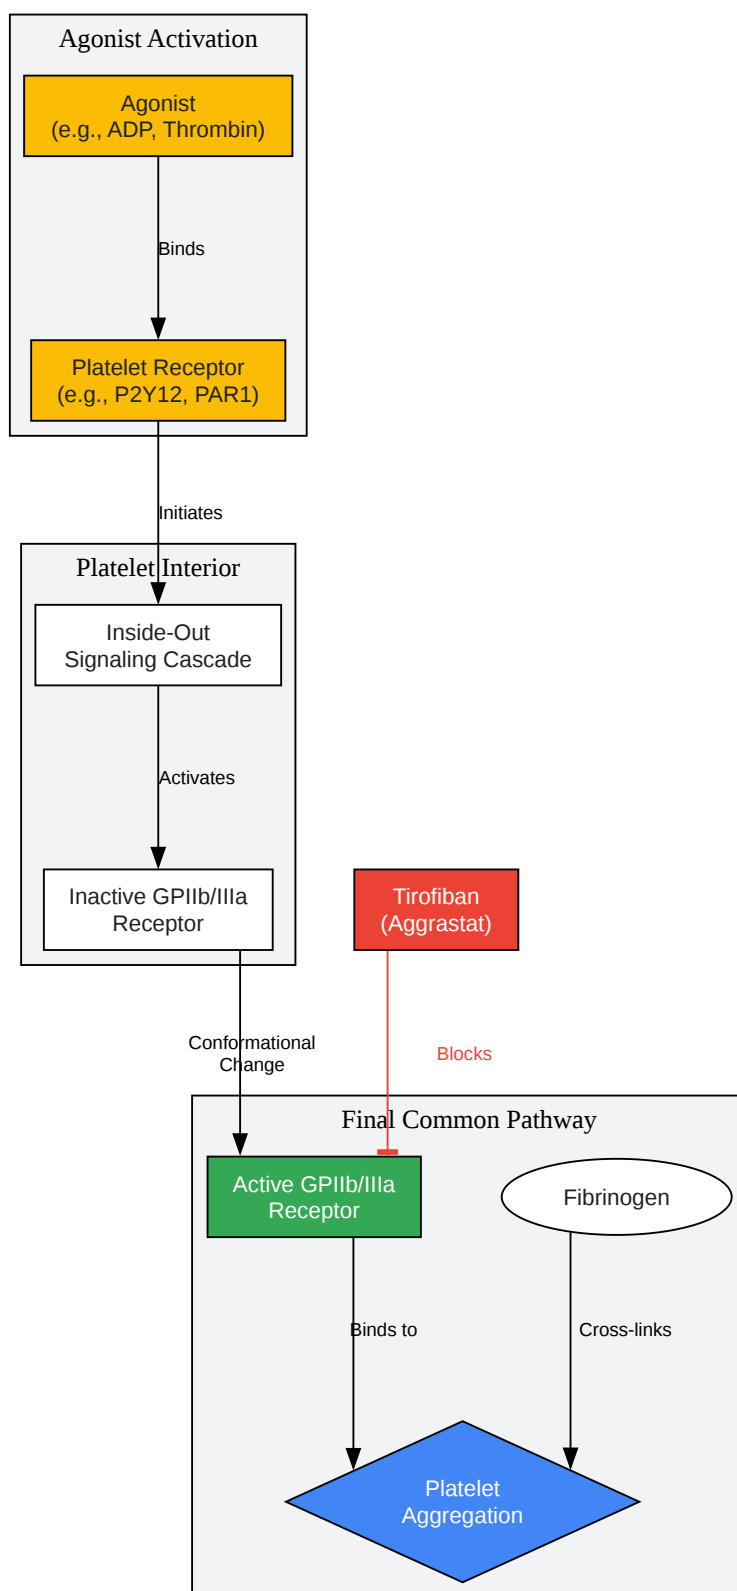 Agonist Activation
Agonist
(e.g., ADP, Thrombin)
Binds
Platelet Receptor
(e.g., P2Y12, PAR1)
Initiates
Platelet Interior
Inside-Out
Signaling Cascade
Activates
Inactive GPIIb/IIIa
Receptor
Tirofiban
(Aggrastat)
Conformational
Change
Blocks
Final Common Pathway
Active GPIIb/IIIa
Receptor
Fibrinogen
Binds to
Cross-links
Platelet
Aggregation